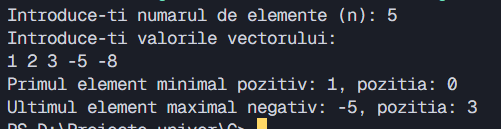 Introduce-ti numarul de elemente (n): 5
Introduce-ti valorile vectorului:
1 2 3 -5 -8
Primul element minimal pozitiv: 1, pozitia: 0
Ultimul element maximal negativ: -5, pozitia: 3
PS D:\Proiecte univer\C>